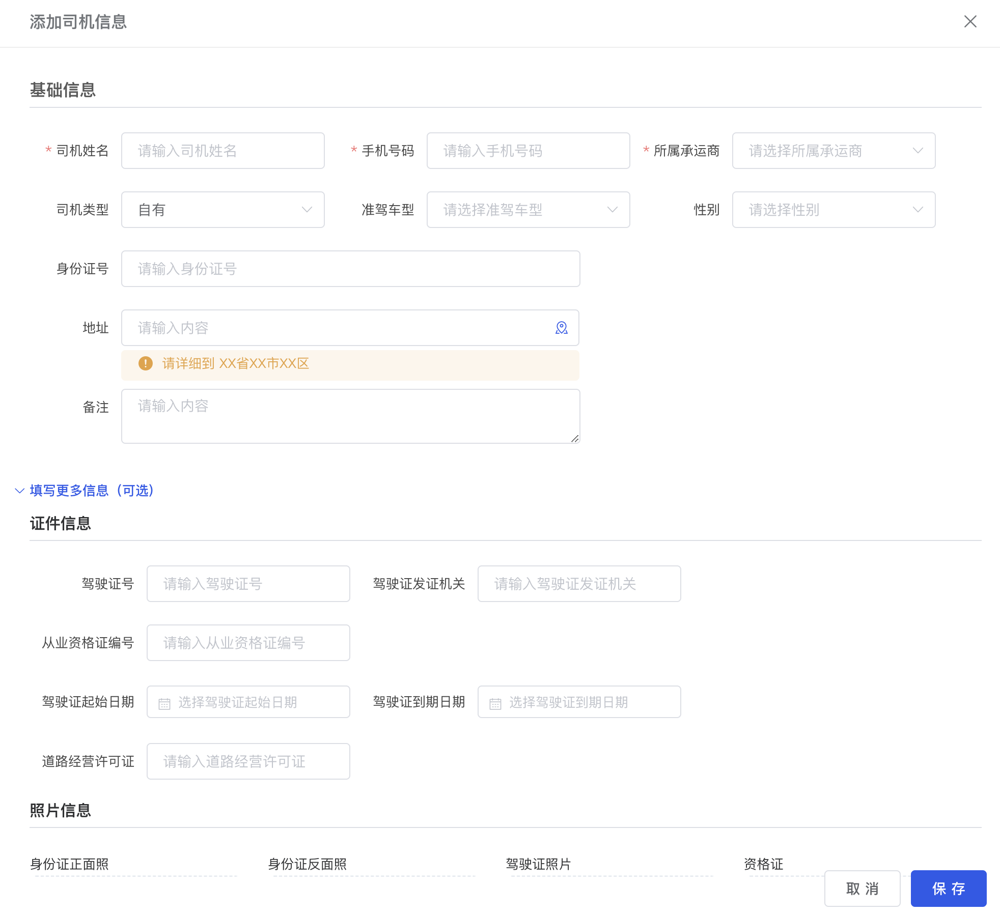 添加司机信息
基础信息
* 司机姓名 请输入司机姓名 * 手机号码 请输入手机号码 * 所属承运商 请选择所属承运商
司机类型 自有 准驾车型 请选择准驾车型 性别 请选择性别
身份证号 请输入身份证号
地址 请输入内容
请详细到 XX省XX市XX区
备注 请输入内容
填写更多信息（可选）
证件信息
驾驶证号 请输入驾驶证号 驾驶证发证机关 请输入驾驶证发证机关
从业资格证编号 请输入从业资格证编号
驾驶证起始日期 选择驾驶证起始日期 驾驶证到期日期 选择驾驶证到期日期
道路经营许可证 请输入道路经营许可证
照片信息
身份证正面照 身份证反面照 驾驶证照片 资格证
取 消 保 存